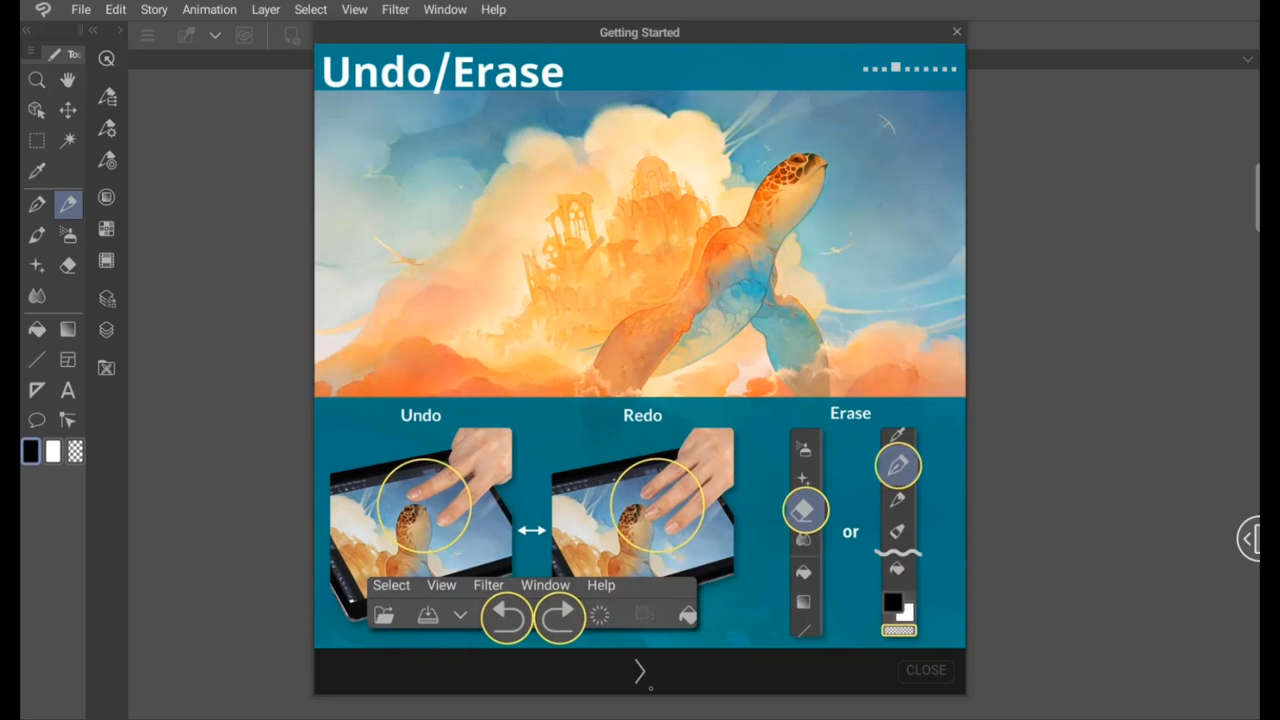 File Edit Story Animation Layer Select View Filter Window Help
Getting Started
Undo/Erase
Undo
Redo
Erase
or
Select View Filter Window Help
CLOSE